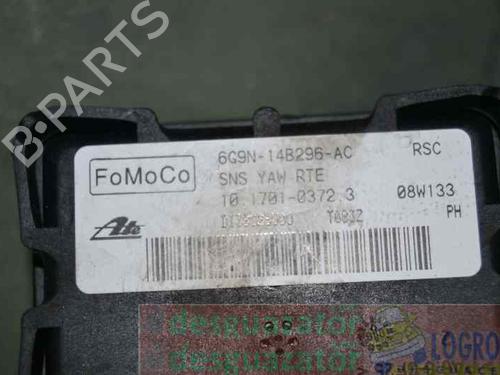 B-PARTS
FoMoCo
6G9N-14B296-AC
RSC
SNS YAW RTE
10.1701-0372.3
08W133
Ate
PH
desguazator
desguazator
LOGRO